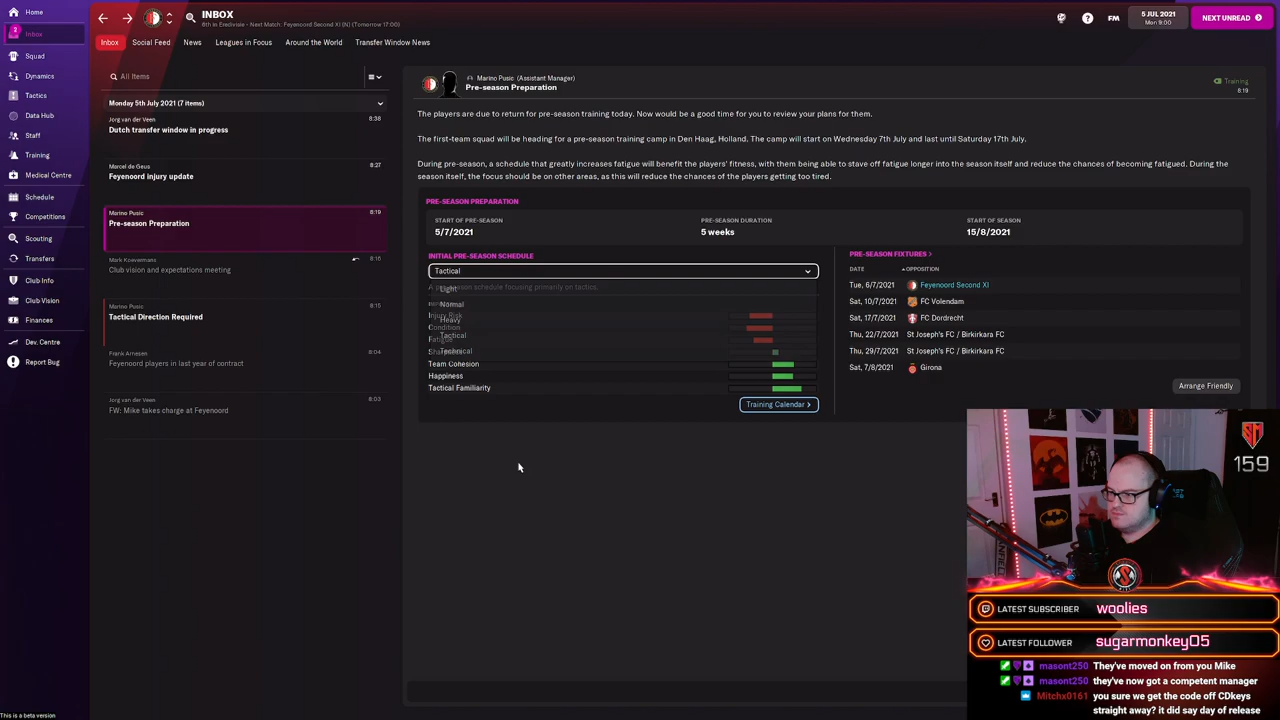 Home
INBOX
6th in Eredivisie - Next Match: Feyenoord Second XI (N) (Tomorrow 17:00)
FM
5 JUL 2021
Mon 9:00
NEXT UNREAD
2
Inbox
Squad
Dynamics
Tactics
Data Hub
Staff
Training
Medical Centre
Schedule
Competitions
Scouting
Transfers
Club Info
Club Vision
Finances
Dev. Centre
Report Bug
Inbox
Social Feed
News
Leagues in Focus
Around the World
Transfer Window News
All Items
Monday 5th July 2021 (7 items)
Jorg van der Veen
8:38
Dutch transfer window in progress
Marcel de Geus
8:27
Feyenoord injury update
Marino Pusic
8:19
Pre-season Preparation
Mark Koevermans
8:16
Club vision and expectations meeting
Marino Pusic
8:15
Tactical Direction Required
Frank Arnesen
8:04
Feyenoord players in last year of contract
Jorg van der Veen
8:03
FW: Mike takes charge at Feyenoord
Marino Pusic (Assistant Manager)
Pre-season Preparation
Training
8:19
The players are due to return for pre-season training today. Now would be a good time for you to review your plans for them.
The first-team squad will be heading for a pre-season training camp in Den Haag, Holland. The camp will start on Wednesday 7th July and last until Saturday 17th July.
During pre-season, a schedule that greatly increases fatigue will benefit the players' fitness, with them being able to stave off fatigue longer into the season itself and reduce the chances of becoming fatigued. During the
season itself, the focus should be on other areas, as this will reduce the chances of the players getting too tired.
PRE-SEASON PREPARATION
START OF PRE-SEASON
5/7/2021
PRE-SEASON DURATION
5 weeks
START OF SEASON
15/8/2021
INITIAL PRE-SEASON SCHEDULE
Tactical
Light
Normal
Heavy
Tactical
Technical
A pre-season schedule focusing primarily on tactics.
Injury Risk
Condition
Team Cohesion
Happiness
Tactical Familiarity
Training Calendar >
PRE-SEASON FIXTURES >
DATE
OPPOSITION
Tue, 6/7/2021
Feyenoord Second XI
Sat, 10/7/2021
FC Volendam
Sat, 17/7/2021
FC Dordrecht
Thu, 22/7/2021
St Joseph's FC / Birkirkara FC
Thu, 29/7/2021
St Joseph's FC / Birkirkara FC
Sat, 7/8/2021
Girona
Arrange Friendly
159
LATEST SUBSCRIBER
woolies
LATEST FOLLOWER
sugarmonkey05
masont250 They've moved on from you Mike
masont250 they've now got a competent manager
Mitchx0161 you sure we get the code off CDkeys
straight away? it did say day of release
This is a beta version